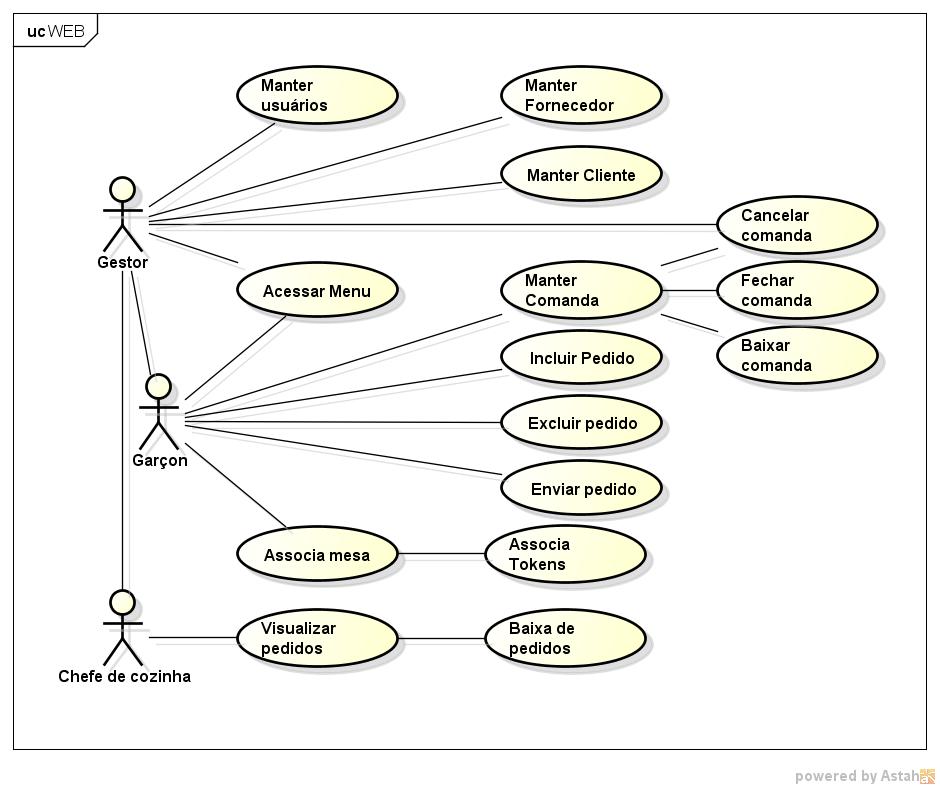 uc WEB
Manter
usuários
Manter
Fornecedor
Manter Cliente
Cancelar
comanda
Gestor
Acessar Menu
Manter
Comanda
Fechar
comanda
Baixar
comanda
Incluir Pedido
Excluir pedido
Garçon
Enviar pedido
Associa mesa
Associa
Tokens
Visualizar
pedidos
Baixa de
pedidos
Chefe de cozinha
powered by Astah